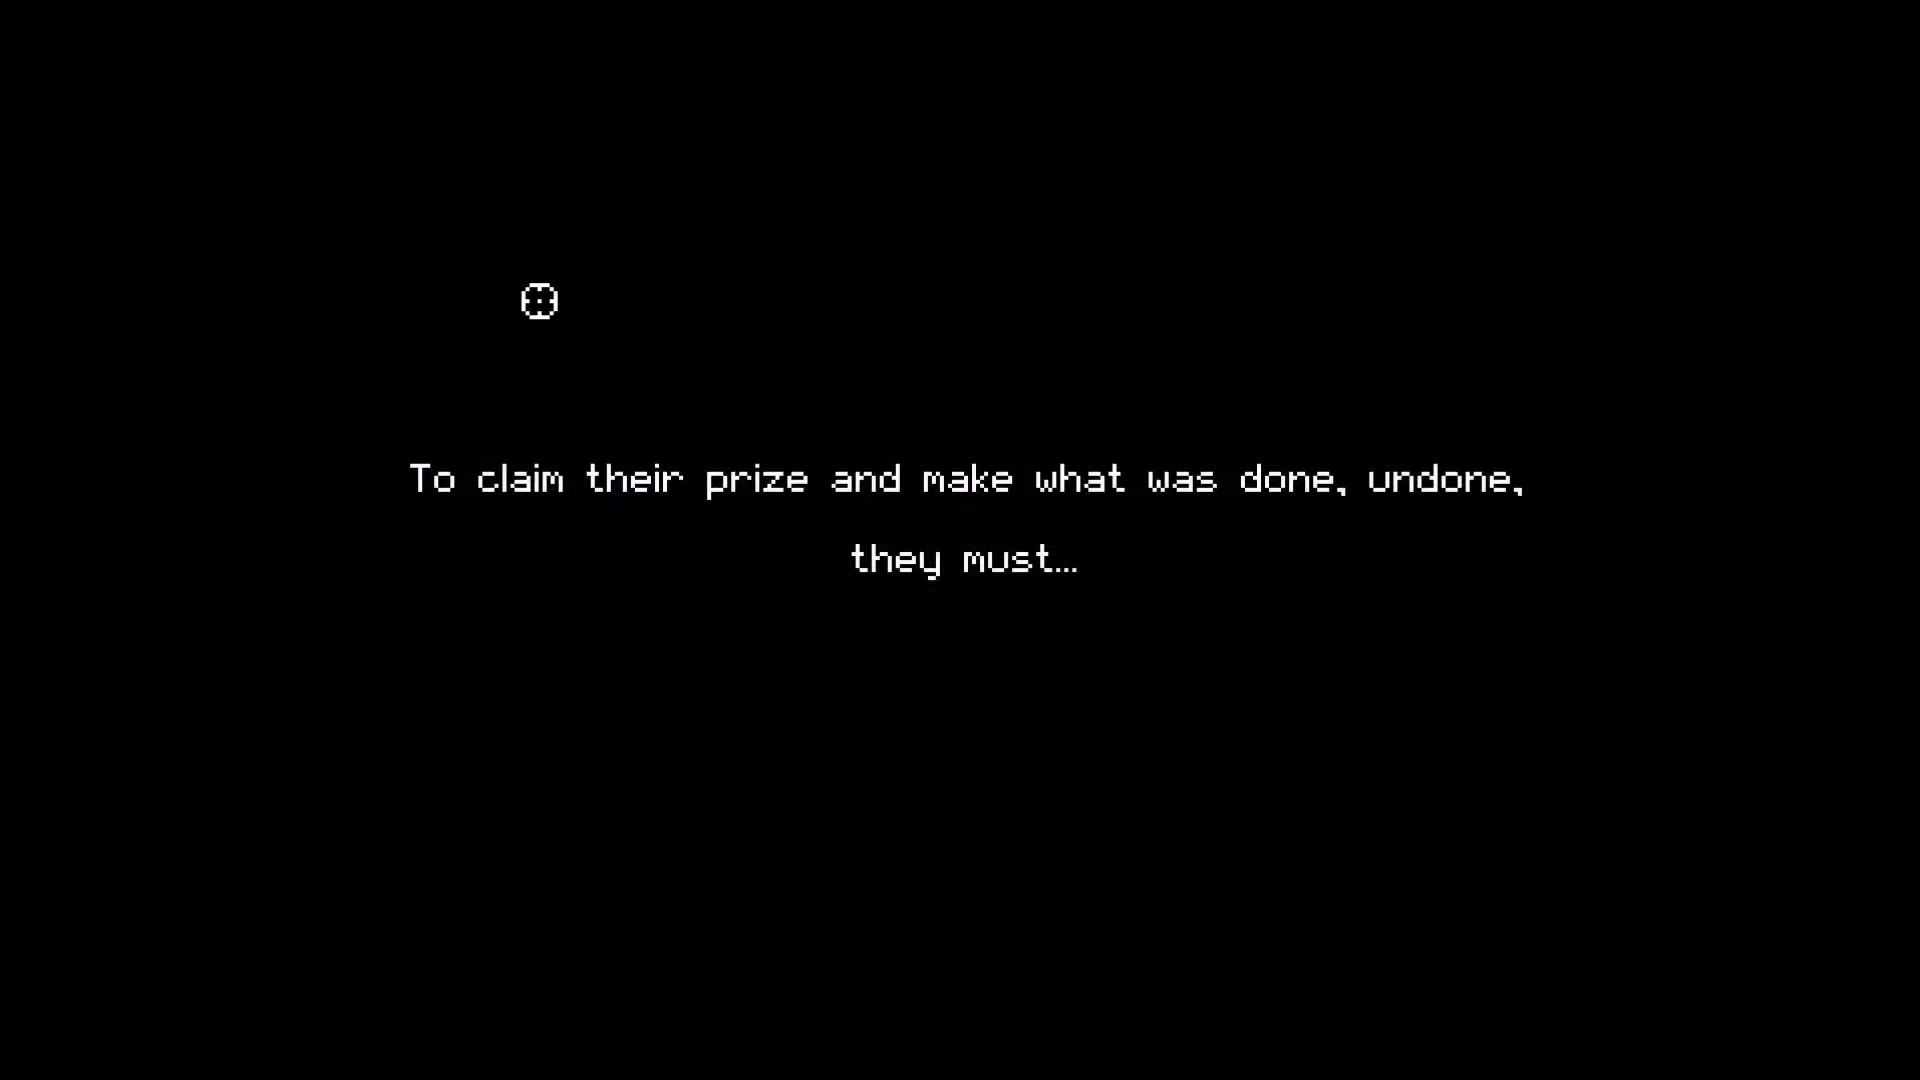 To claim their prize and make what was done, undone,
they must...